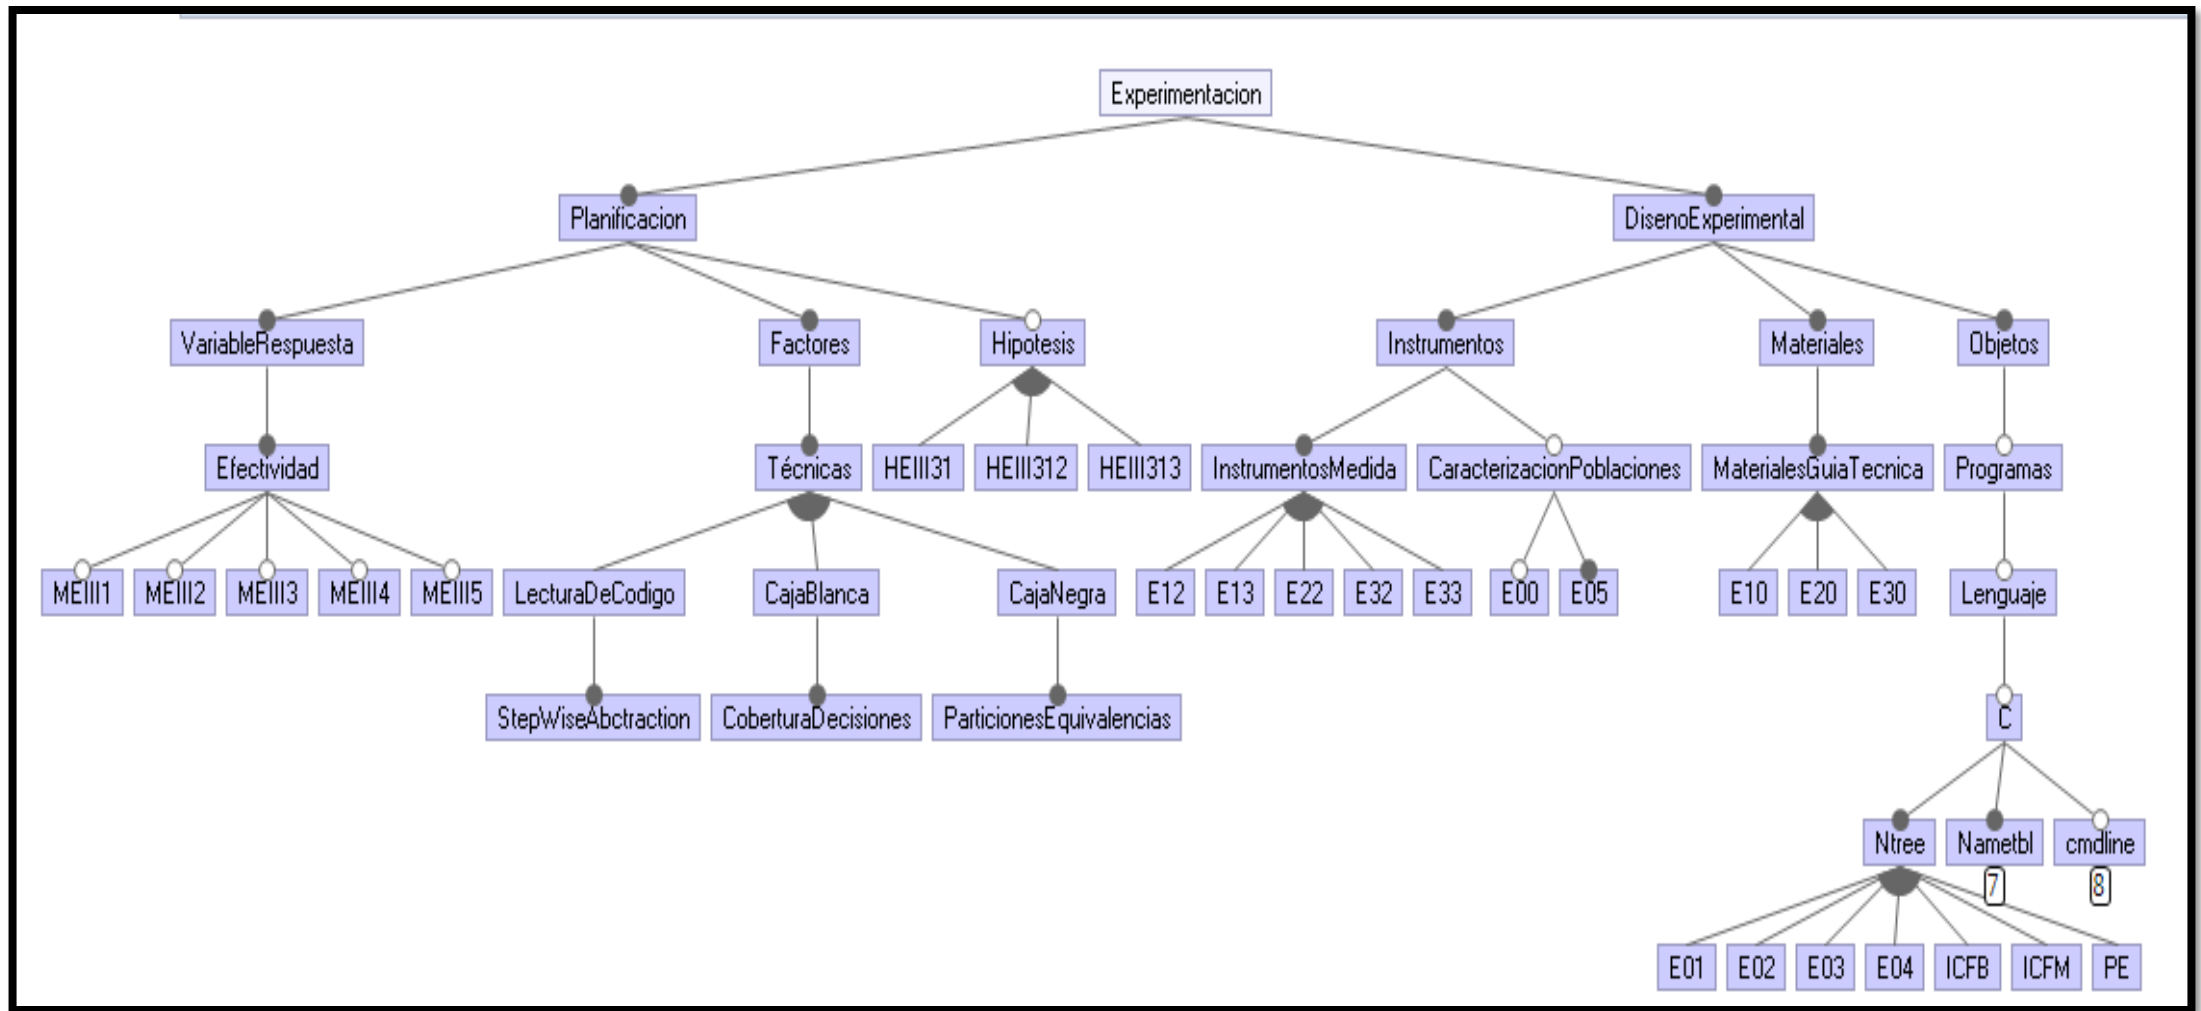 Experimentacion
Planificacion
DisenoExperimental
VariableRespuesta
Factores
Hipotesis
Instrumentos
Materiales
Objetos
Efectividad
Técnicas
HEIII31
HEIII312
HEIII313
InstrumentosMedida
CaracterizacionPoblaciones
MaterialesGuiaTecnica
Programas
MEIII1
MEIII2
MEIII3
MEIII4
MEIII5
LecturaDeCodigo
CajaBlanca
CajaNegra
E12
E13
E22
E32
E33
E00
E05
E10
E20
E30
Lenguaje
StepWiseAbctraction
CoberturaDecisiones
ParticionesEquivalencias
C
Ntree
Nametbl
cmdline
7
8
E01
E02
E03
E04
ICFB
ICFM
PE